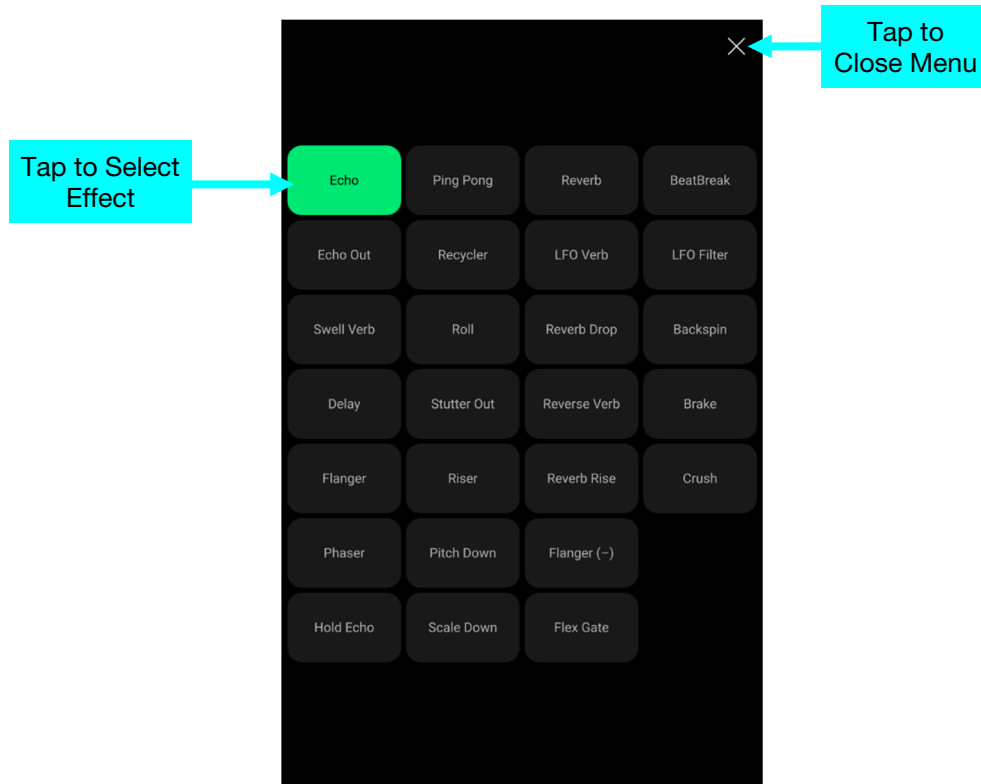 Tap to
Close Menu
Tap to Select
Effect
Echo
Ping Pong
Reverb
BeatBreak
Echo Out
Recycler
LFO Verb
LFO Filter
Swell Verb
Roll
Reverb Drop
Backspin
Delay
Stutter Out
Reverse Verb
Brake
Flanger
Riser
Reverb Rise
Crush
Phaser
Pitch Down
Flanger (−)
Hold Echo
Scale Down
Flex Gate